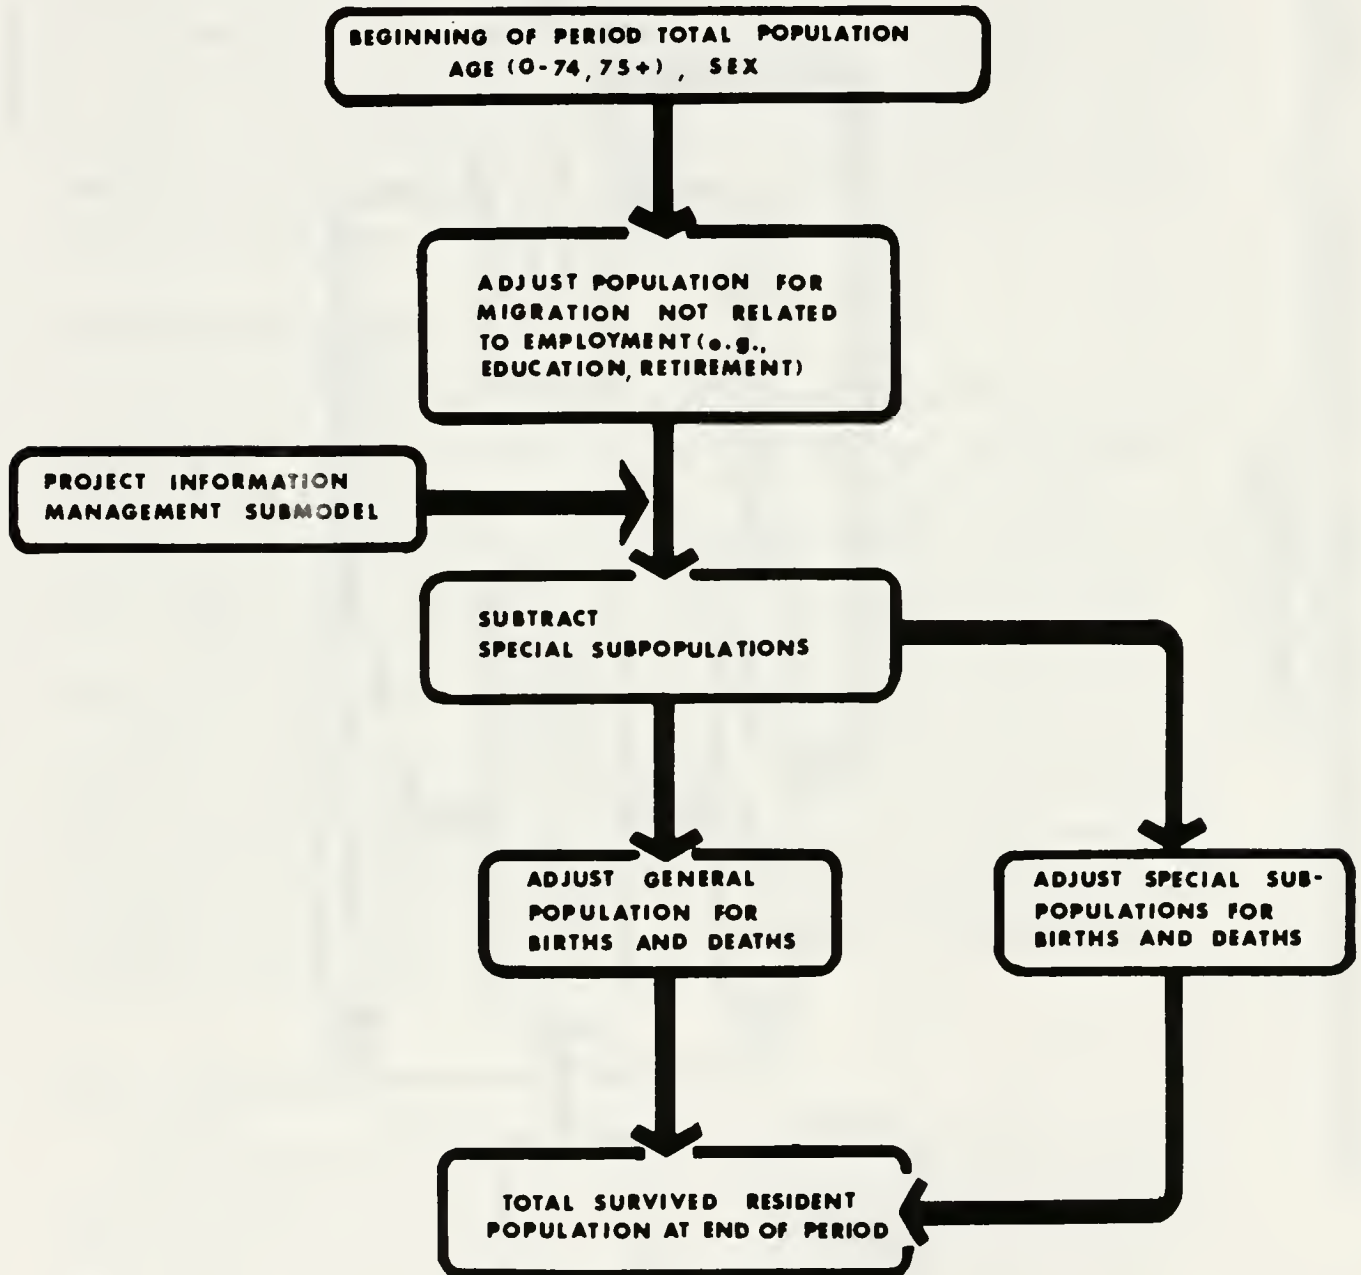 BEGINNING OF PERIOD TOTAL POPULATION
AGE (0-74, 75+), SEX
ADJUST POPULATION FOR
MIGRATION NOT RELATED
TO EMPLOYMENT (e.g.,
EDUCATION, RETIREMENT)
PROJECT INFORMATION
MANAGEMENT SUBMODEL
SUBTRACT
SPECIAL SUBPOPULATIONS
ADJUST GENERAL
POPULATION FOR
BIRTHS AND DEATHS
ADJUST SPECIAL SUB-
POPULATIONS FOR
BIRTHS AND DEATHS
TOTAL SURVIVED RESIDENT
POPULATION AT END OF PERIOD